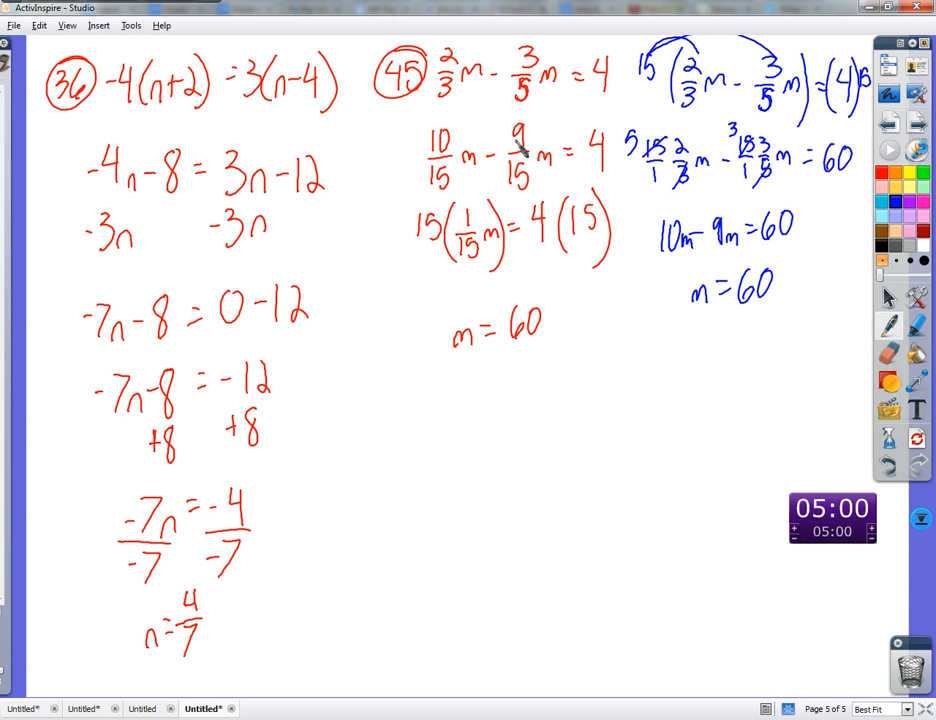 ActivInspire - Studio
File Edit View Insert Tools Help
36 -4(n+2) = 3(n-4)
-4n-8 = 3n-12
-3n -3n
-7n-8 = 0-12
-7n-8 = -12
+8 +8
-7n = -4
-7 -7
n = 4/7
45 2/3 m - 3/5 m = 4
10/15 m - 9/15 m = 4
15(1/15 m) = 4(15)
m = 60
15(2/3 m - 3/5 m) = (4)15
5 15/1 2/3 m - 3 15/1 3/5 m = 60
10m - 9m = 60
m = 60
05:00
05:00
Untitled* Untitled* Untitled Untitled*
Page 5 of 5 Best Fit